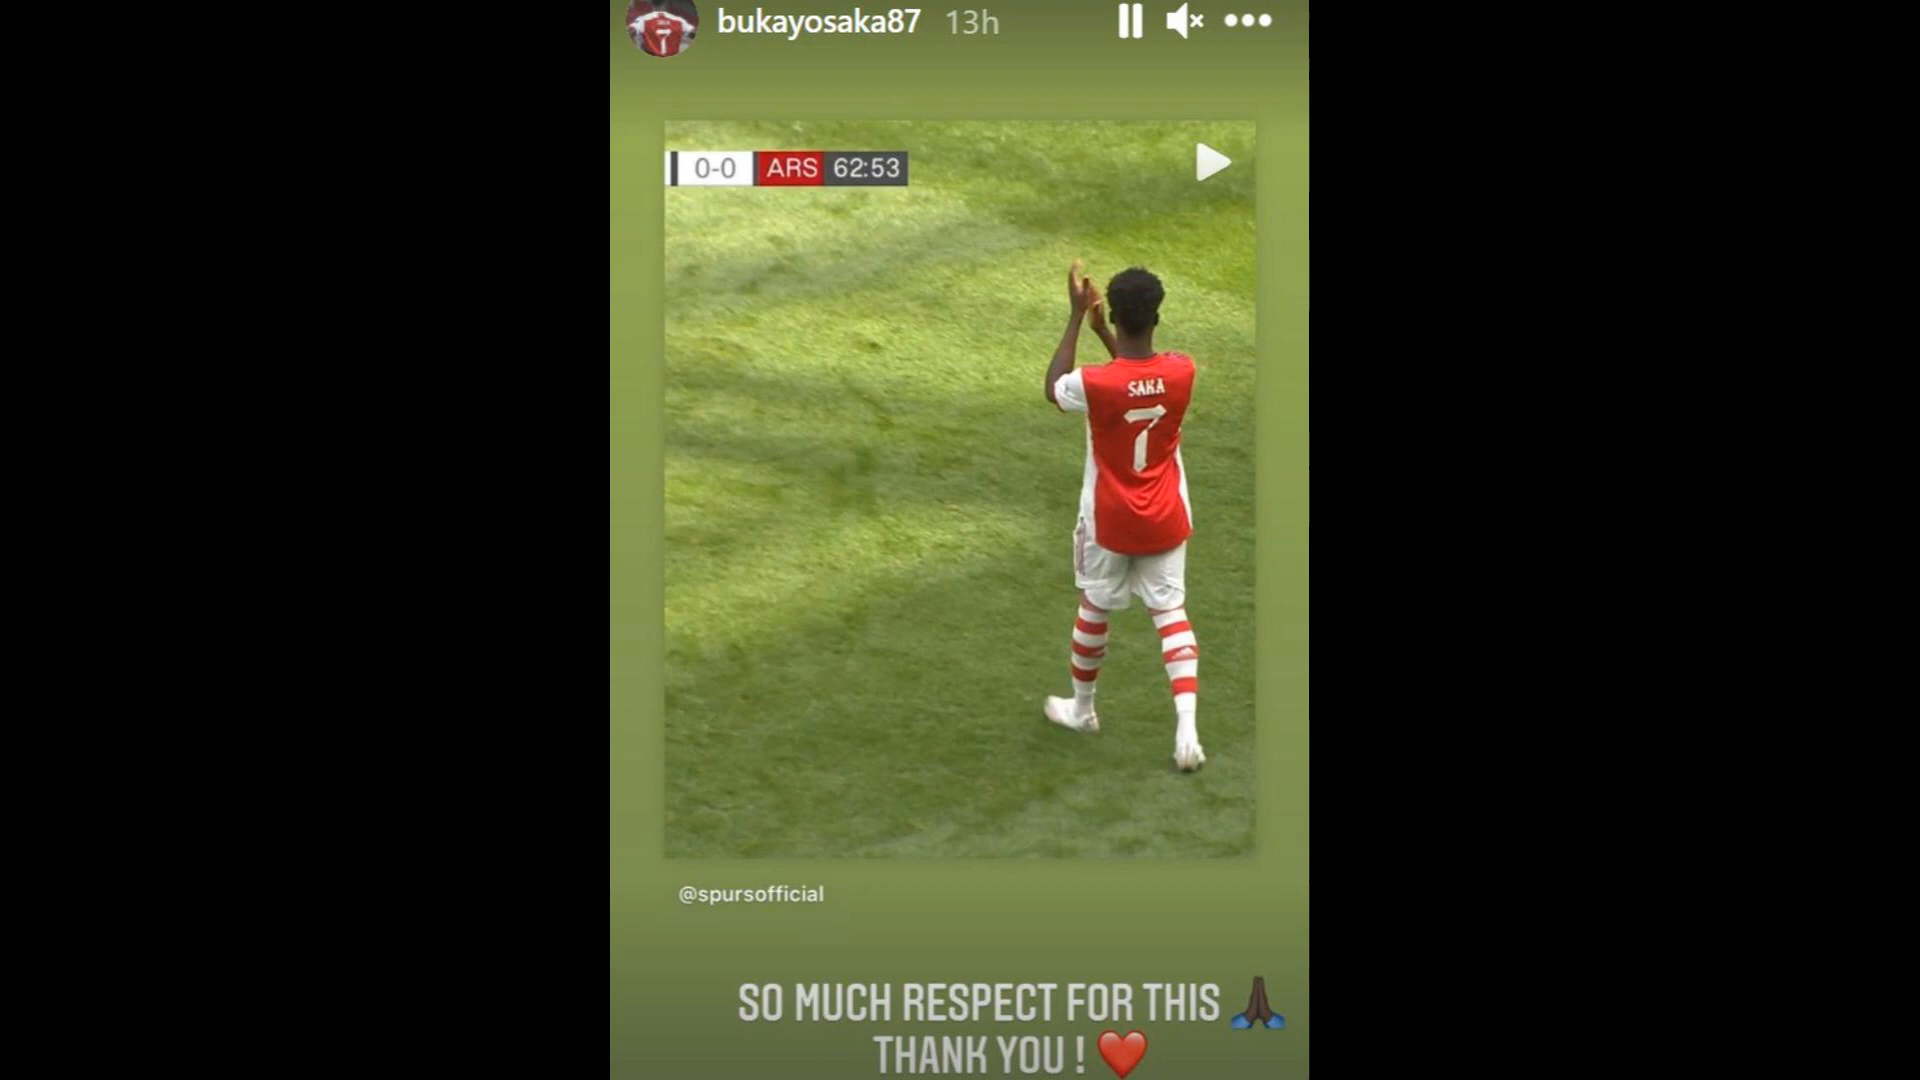 bukayosaka87 13h
0-0 ARS 62:53
SAKA
7
@spursofficial
SO MUCH RESPECT FOR THIS 🙏🏿
THANK YOU! ❤️